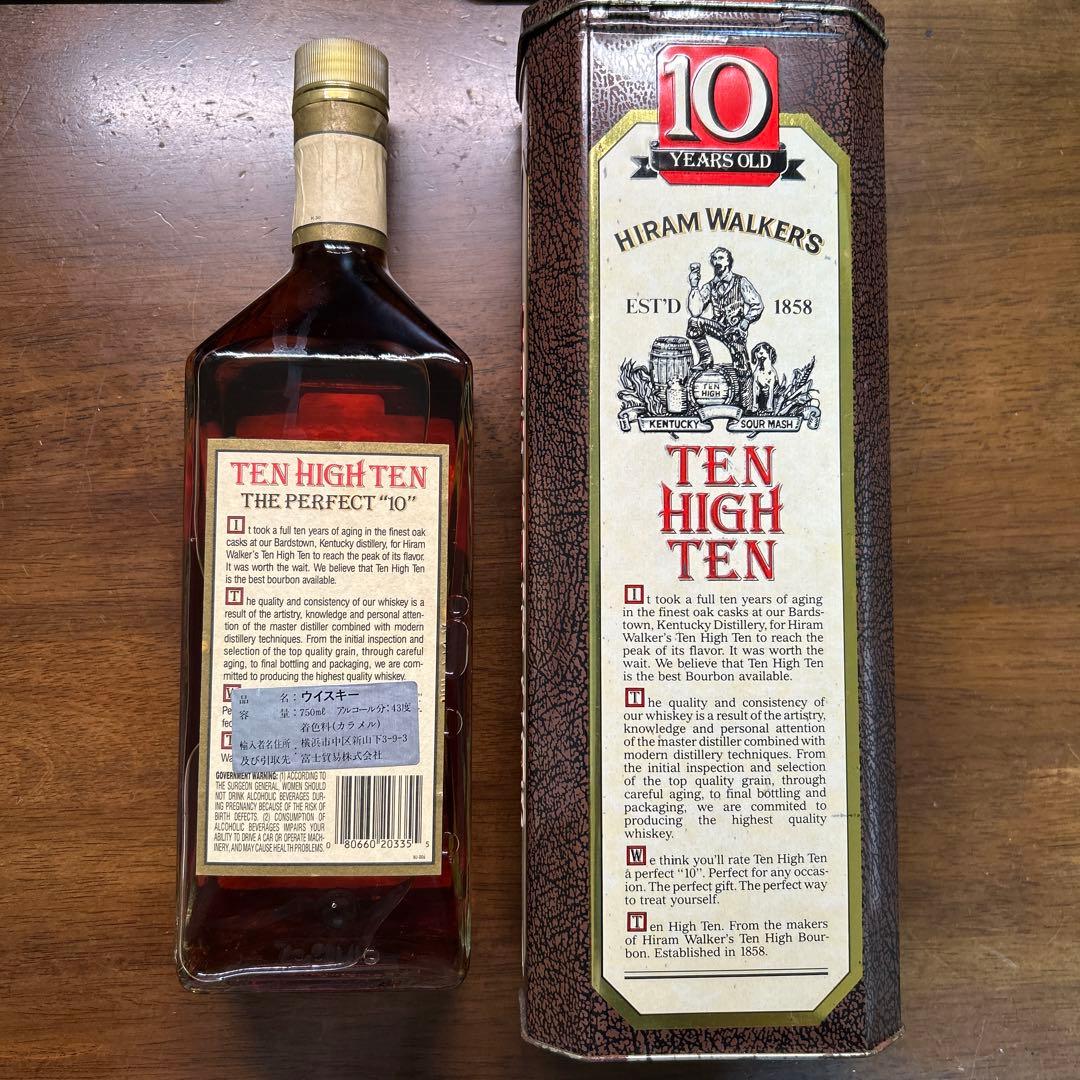 K 30
TEN HIGH TEN
THE PERFECT "10"
It took a full ten years of aging in the finest oak
casks at our Bardstown, Kentucky distillery, for Hiram
Walker's Ten High Ten to reach the peak of its flavor.
It was worth the wait. We believe that Ten High Ten
is the best bourbon available.
The quality and consistency of our whiskey is a
result of the artistry, knowledge and personal atten-
tion of the master distiller combined with modern
distillery techniques. From the initial inspection and
selection of the top quality grain, through careful
aging, to final bottling and packaging, we are com-
mitted to producing the highest quality whiskey.
W
Pe
T
Wa
品 名:ウイスキー
容 量:750mℓ アルコール分:43度
着色料(カラメル)
輸入者名住所:横浜市中区新山下3-9-3
及び引取先:富士貿易株式会社
GOVERNMENT WARNING: (1) ACCORDING TO
THE SURGEON GENERAL, WOMEN SHOULD
NOT DRINK ALCOHOLIC BEVERAGES DUR-
ING PREGNANCY BECAUSE OF THE RISK OF
BIRTH DEFECTS. (2) CONSUMPTION OF
ALCOHOLIC BEVERAGES IMPAIRS YOUR
ABILITY TO DRIVE A CAR OR OPERATE MACH-
INERY, AND MAY CAUSE HEALTH PROBLEMS.
0 80660 20335 5
10
YEARS OLD
HIRAM WALKER'S
EST'D 1858
TEN
HIGH
KENTUCKY SOUR MASH
TEN
HIGH
TEN
It took a full ten years of aging
in the finest oak casks at our Bards-
town, Kentucky Distillery, for Hiram
Walker's Ten High Ten to reach the
peak of its flavor. It was worth the
wait. We believe that Ten High Ten
is the best Bourbon available.
The quality and consistency of
our whiskey is a result of the artistry,
knowledge and personal attention
of the master distiller combined with
modern distillery techniques. From
the initial inspection and selection
of the top quality grain, through
careful aging, to final bottling and
packaging, we are commited to
producing the highest quality
whiskey.
We think you'll rate Ten High Ten
a perfect "10". Perfect for any occas-
ion. The perfect gift. The perfect way
to treat yourself.
Ten High Ten. From the makers
of Hiram Walker's Ten High Bour-
bon. Established in 1858.